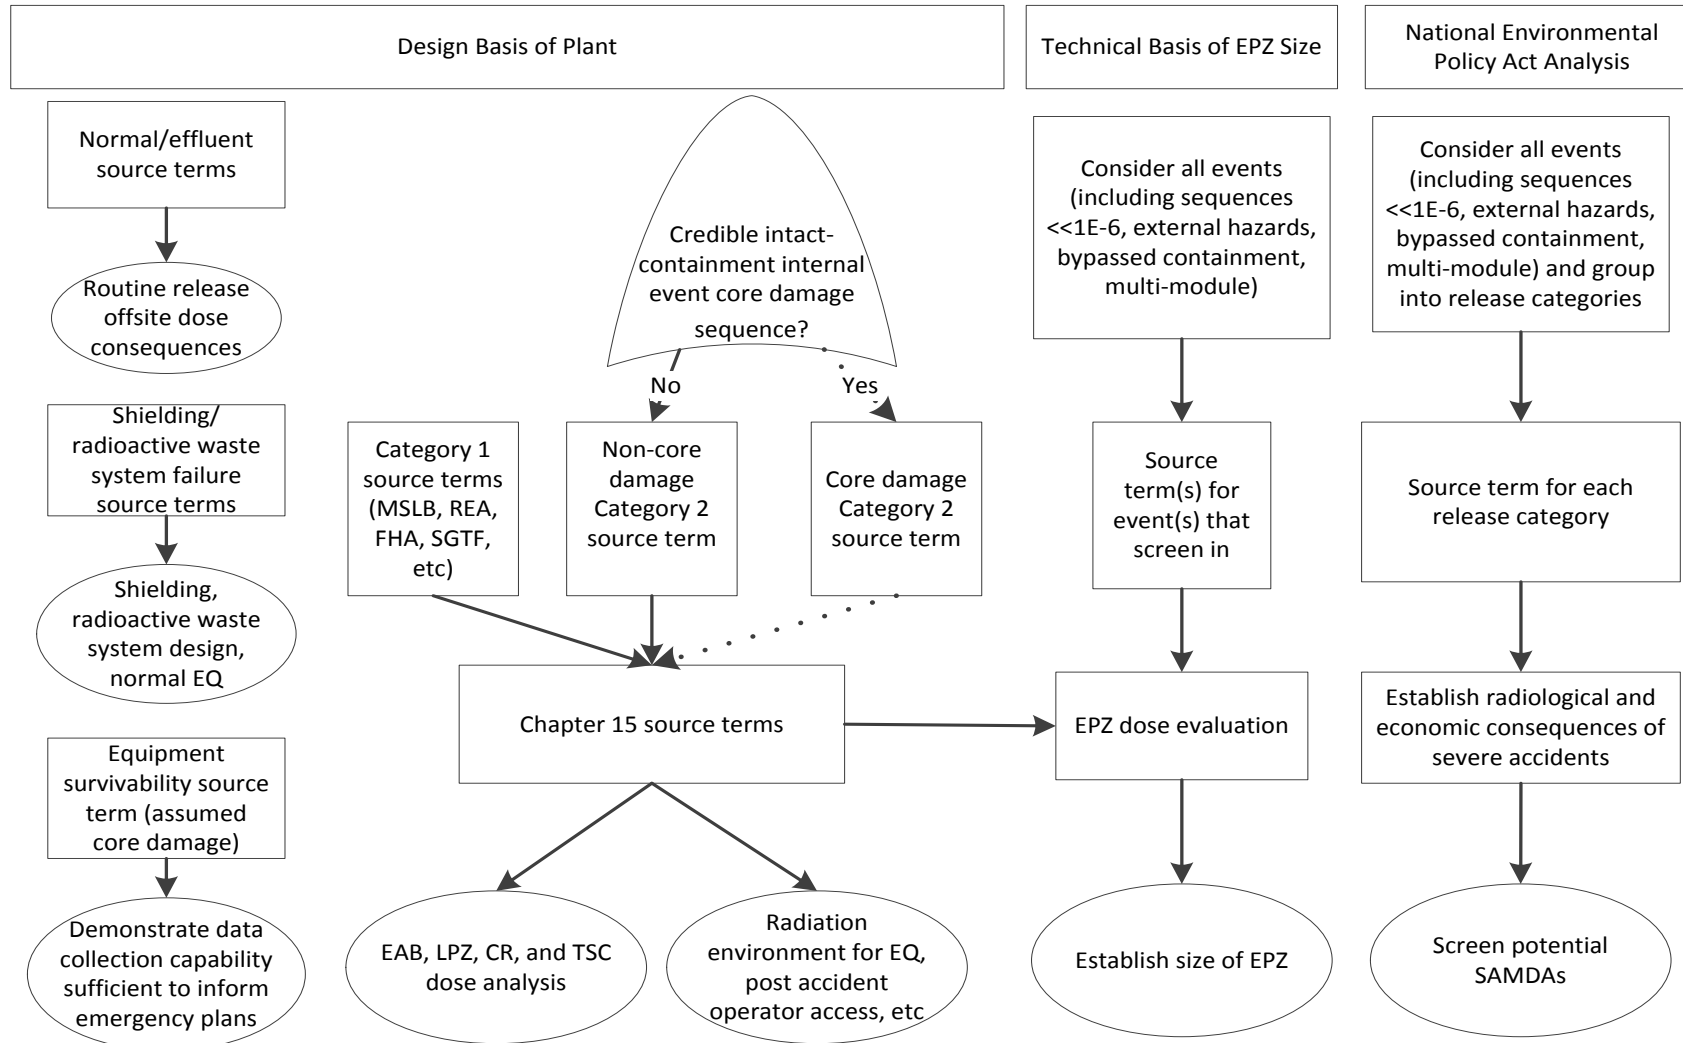 Design Basis of Plant
Technical Basis of EPZ Size
National Environmental
Policy Act Analysis
Normal/effluent
source terms
Routine release
offsite dose
consequences
Shielding/
radioactive waste
system failure
source terms
Shielding,
radioactive waste
system design,
normal EQ
Equipment
survivability source
term (assumed
core damage)
Demonstrate data
collection capability
sufficient to inform
emergency plans
Credible intact-
containment internal
event core damage
sequence?
No
Yes
Category 1
source terms
(MSLB, REA,
FHA, SGTF,
etc)
Non-core
damage
Category 2
source term
Core damage
Category 2
source term
Chapter 15 source terms
EAB, LPZ, CR, and TSC
dose analysis
Radiation
environment for EQ,
post accident
operator access, etc
Consider all events
(including sequences
<<1E-6, external hazards,
bypassed containment,
multi-module)
Source
term(s) for
event(s) that
screen in
EPZ dose evaluation
Establish size of EPZ
Consider all events
(including sequences
<<1E-6, external hazards,
bypassed containment,
multi-module) and group
into release categories
Source term for each
release category
Establish radiological and
economic consequences of
severe accidents
Screen potential
SAMDAs